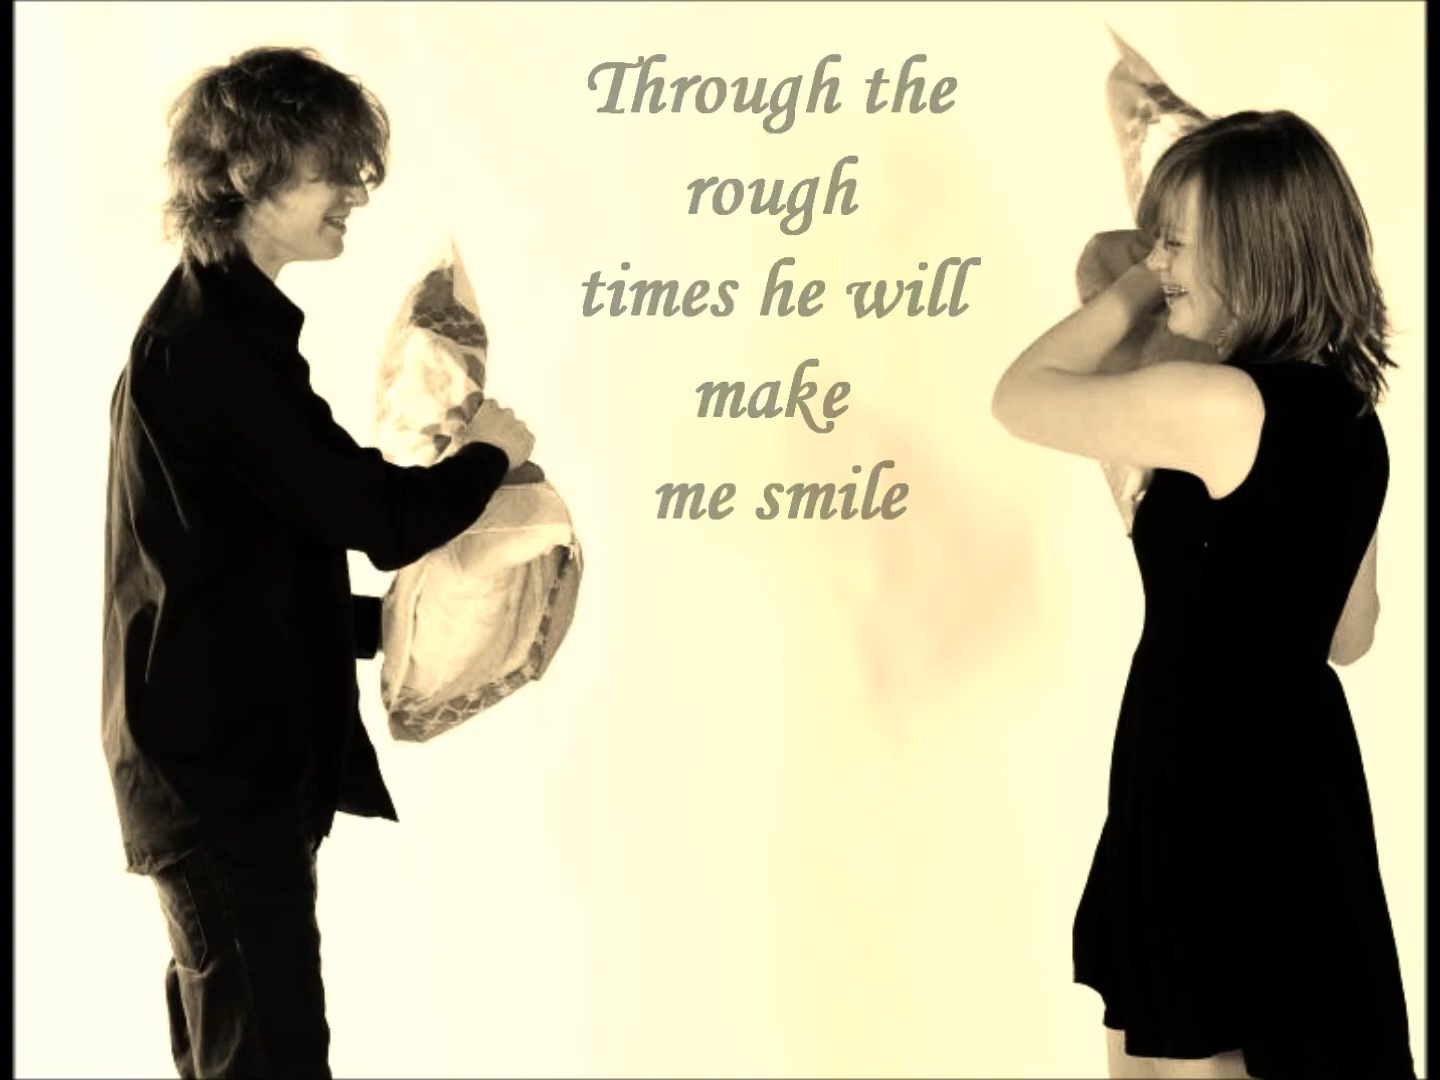 Through the
rough
times he will
make
me smile